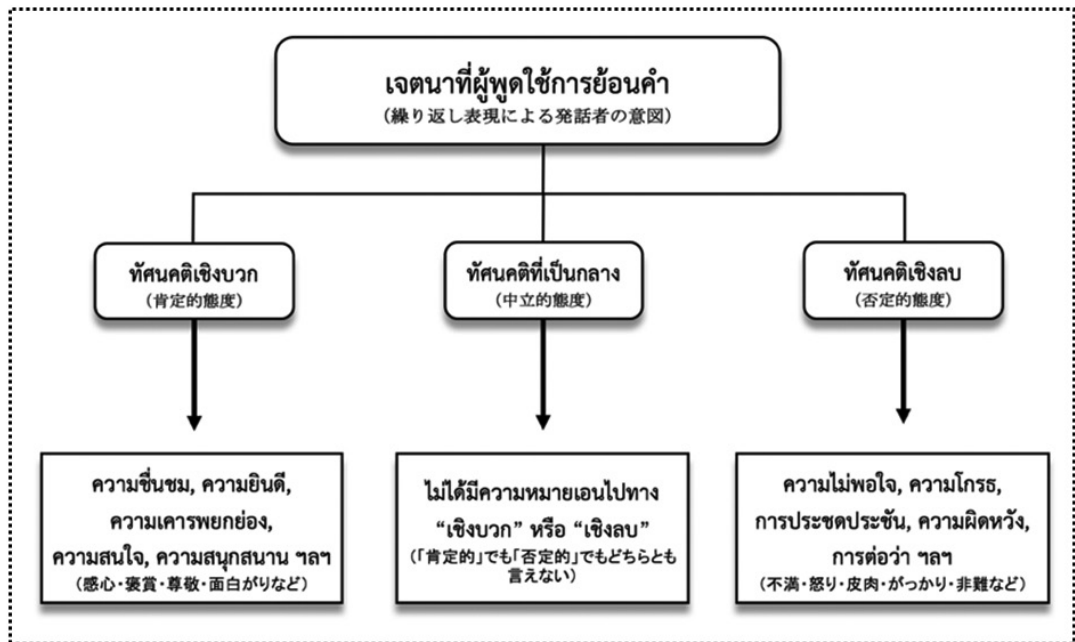 เจตนาที่ผู้พูดใช้การย้อนคำ
(繰り返し表現による発話者の意図)
ทัศนคติเชิงบวก
(肯定的態度)
ทัศนคติที่เป็นกลาง
(中立的態度)
ทัศนคติเชิงลบ
(否定的態度)
ความชื่นชม, ความยินดี,
ความเคารพยกย่อง,
ความสนใจ, ความสนุกสนาน ฯลฯ
(感心・褒賞・尊敬・面白がりなど)
ไม่ได้มีความหมายเอนไปทาง
“เชิงบวก” หรือ “เชิงลบ”
(「肯定的」でも「否定的」でもどちらとも
言えない)
ความไม่พอใจ, ความโกรธ,
การประชดประชัน, ความผิดหวัง,
การต่อว่า ฯลฯ
(不満・怒り・皮肉・がっかり・非難など)